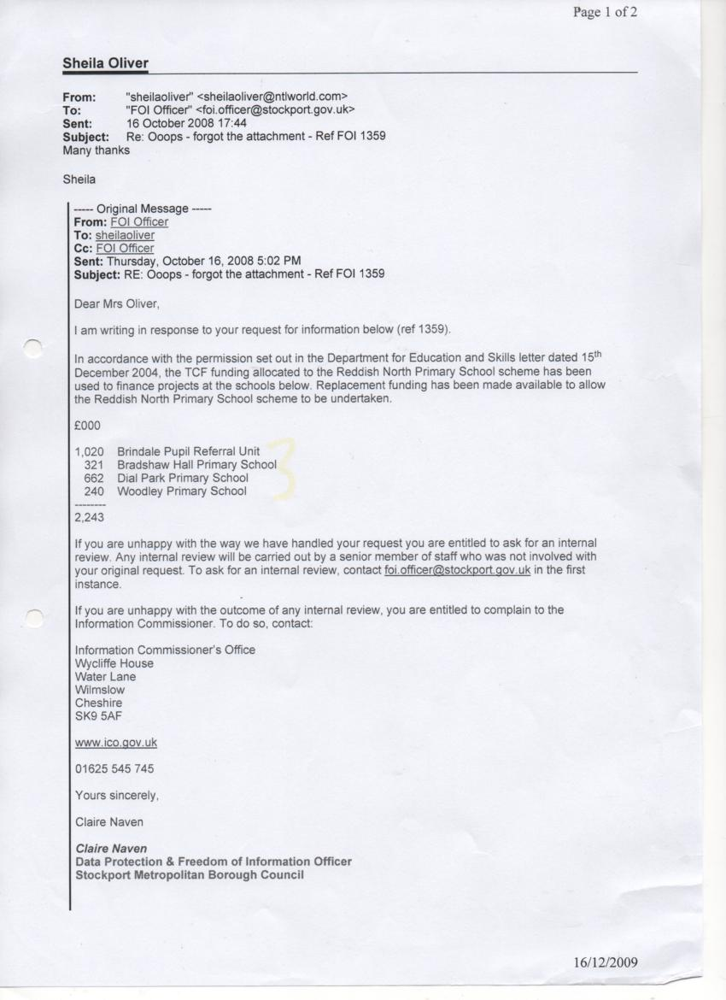 Page 1 of 2
Sheila Oliver
From: "sheilaoliver" <sheilaoliver@ntlworld.com>
To: "FOI Officer" <foi.officer@stockport.gov.uk>
Sent: 16 October 2008 17:44
Subject: Re: Ooops - forgot the attachment - Ref FOI 1359
Many thanks
Sheila
----- Original Message -----
From: FOI Officer
To: sheilaoliver
Cc: FOI Officer
Sent: Thursday, October 16, 2008 5:02 PM
Subject: RE: Ooops - forgot the attachment - Ref FOI 1359
Dear Mrs Oliver,
I am writing in response to your request for information below (ref 1359).
In accordance with the permission set out in the Department for Education and Skills letter dated 15th
December 2004, the TCF funding allocated to the Reddish North Primary School scheme has been
used to finance projects at the schools below. Replacement funding has been made available to allow
the Reddish North Primary School scheme to be undertaken.
£000
1,020 Brindale Pupil Referral Unit
321 Bradshaw Hall Primary School
662 Dial Park Primary School
240 Woodley Primary School
3
--------
2,243
If you are unhappy with the way we have handled your request you are entitled to ask for an internal
review. Any internal review will be carried out by a senior member of staff who was not involved with
your original request. To ask for an internal review, contact foi.officer@stockport.gov.uk in the first
instance.
If you are unhappy with the outcome of any internal review, you are entitled to complain to the
Information Commissioner. To do so, contact:
Information Commissioner's Office
Wycliffe House
Water Lane
Wilmslow
Cheshire
SK9 5AF
www.ico.gov.uk
01625 545 745
Yours sincerely,
Claire Naven
Claire Naven
Data Protection & Freedom of Information Officer
Stockport Metropolitan Borough Council
16/12/2009